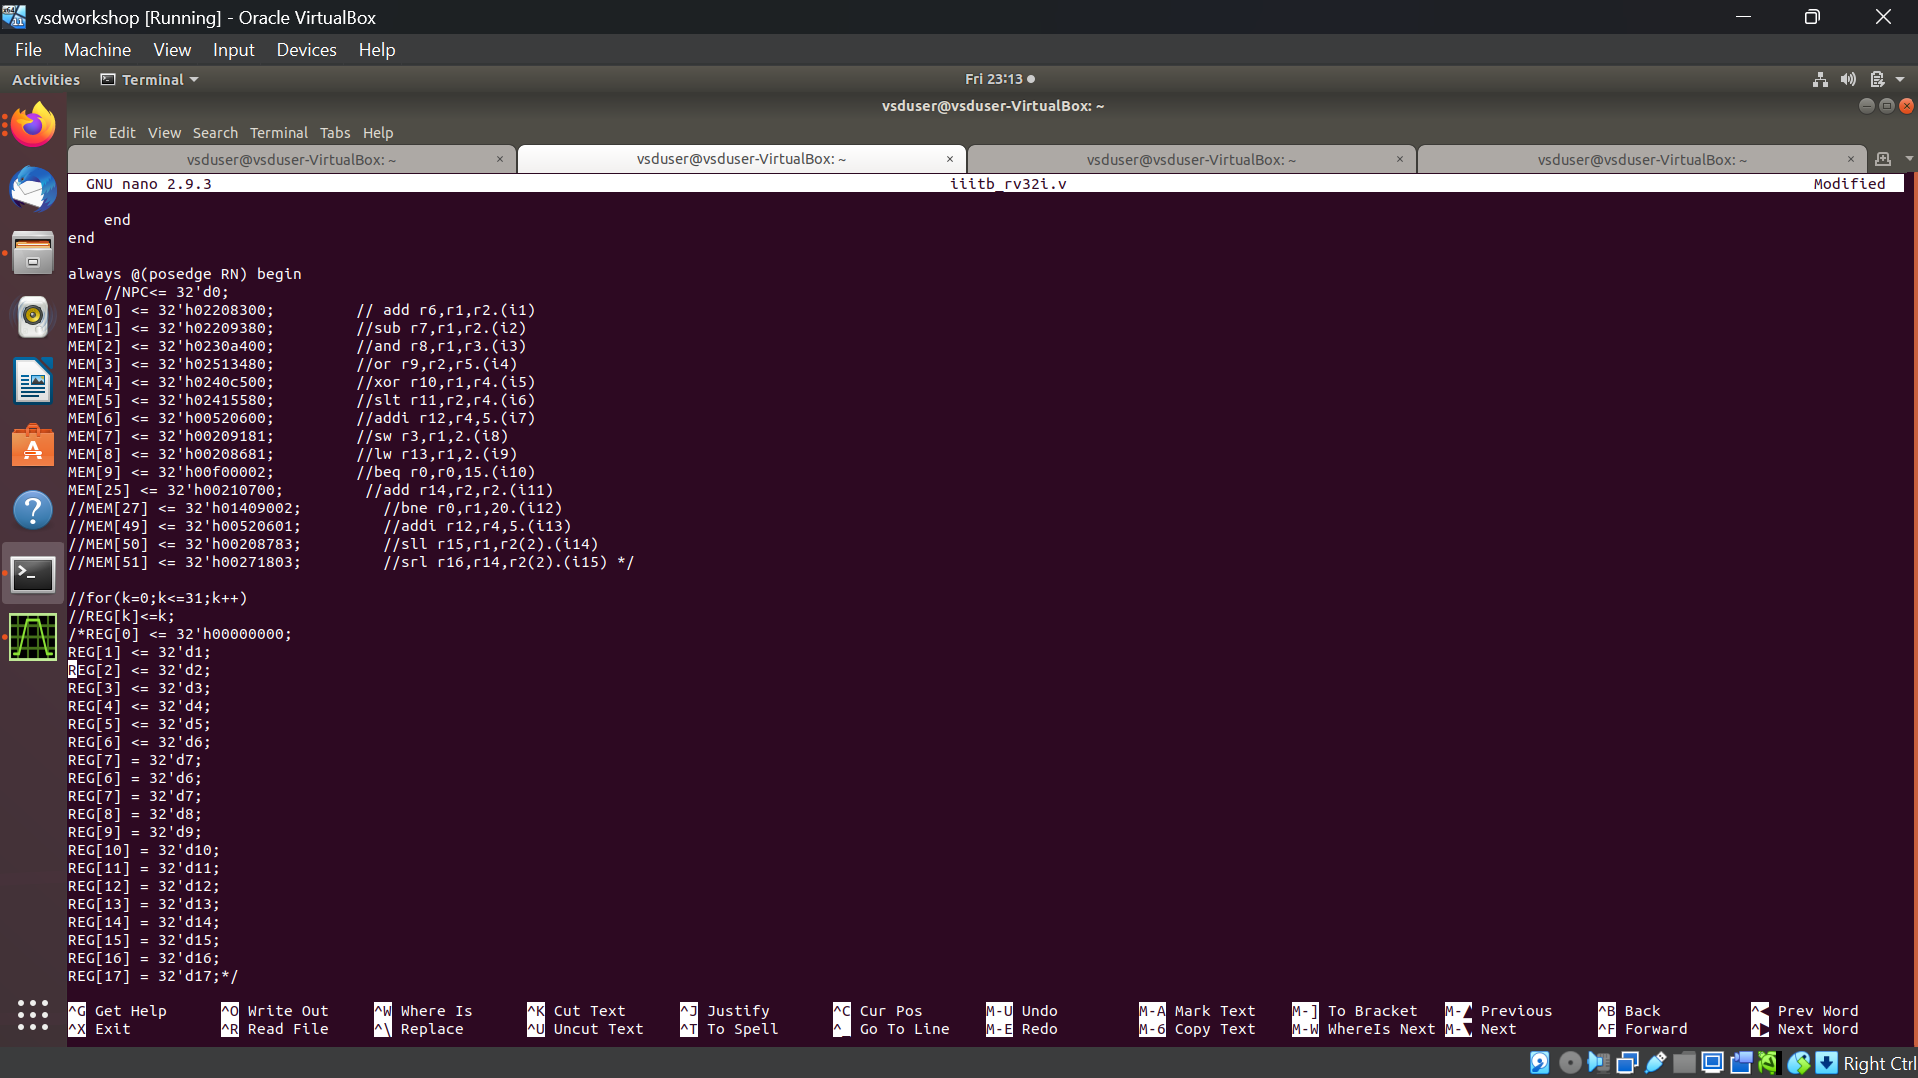 vsdworkshop [Running] - Oracle VirtualBox
File Machine View Input Devices Help
Activities Terminal Fri 23:13
vsduser@vsduser-VirtualBox: ~
File Edit View Search Terminal Tabs Help
vsduser@vsduser-VirtualBox: ~ × vsduser@vsduser-VirtualBox: ~ × vsduser@vsduser-VirtualBox: ~ × vsduser@vsduser-VirtualBox: ~ ×
GNU nano 2.9.3 iiitb_rv32i.v Modified
end
end
always @(posedge RN) begin
//NPC<= 32'd0;
MEM[0] <= 32'h02208300; // add r6,r1,r2.(i1)
MEM[1] <= 32'h02209380; //sub r7,r1,r2.(i2)
MEM[2] <= 32'h0230a400; //and r8,r1,r3.(i3)
MEM[3] <= 32'h02513480; //or r9,r2,r5.(i4)
MEM[4] <= 32'h0240c500; //xor r10,r1,r4.(i5)
MEM[5] <= 32'h02415580; //slt r11,r2,r4.(i6)
MEM[6] <= 32'h00520600; //addi r12,r4,5.(i7)
MEM[7] <= 32'h00209181; //sw r3,r1,2.(i8)
MEM[8] <= 32'h00208681; //lw r13,r1,2.(i9)
MEM[9] <= 32'h00f00002; //beq r0,r0,15.(i10)
MEM[25] <= 32'h00210700; //add r14,r2,r2.(i11)
//MEM[27] <= 32'h01409002; //bne r0,r1,20.(i12)
//MEM[49] <= 32'h00520601; //addi r12,r4,5.(i13)
//MEM[50] <= 32'h00208783; //sll r15,r1,r2(2).(i14)
//MEM[51] <= 32'h00271803; //srl r16,r14,r2(2).(i15) */
//for(k=0;k<=31;k++)
//REG[k]<=k;
/*REG[0] <= 32'h00000000;
REG[1] <= 32'd1;
REG[2] <= 32'd2;
REG[3] <= 32'd3;
REG[4] <= 32'd4;
REG[5] <= 32'd5;
REG[6] <= 32'd6;
REG[7] = 32'd7;
REG[6] = 32'd6;
REG[7] = 32'd7;
REG[8] = 32'd8;
REG[9] = 32'd9;
REG[10] = 32'd10;
REG[11] = 32'd11;
REG[12] = 32'd12;
REG[13] = 32'd13;
REG[14] = 32'd14;
REG[15] = 32'd15;
REG[16] = 32'd16;
REG[17] = 32'd17;*/
^G Get Help ^O Write Out ^W Where Is ^K Cut Text ^J Justify ^C Cur Pos M-U Undo M-A Mark Text M-] To Bracket M-▲ Previous ^B Back ^◀ Prev Word
^X Exit ^R Read File ^\ Replace ^U Uncut Text ^T To Spell ^_ Go To Line M-E Redo M-6 Copy Text M-W WhereIs Next M-▼ Next ^F Forward ^▶ Next Word
Right Ctrl